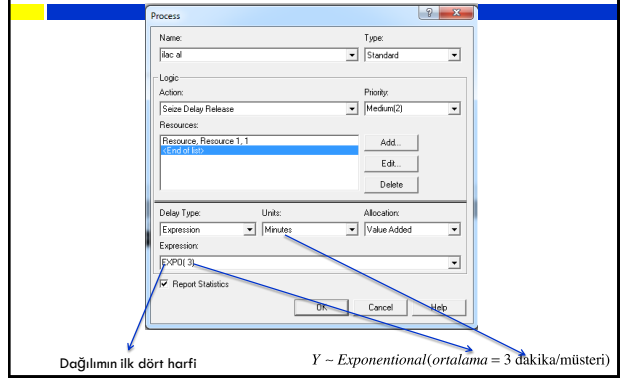 Process
Name: Type:
ilac al Standard
Logic
Action: Priority:
Seize Delay Release Medium(2)
Resources:
Resource, Resource 1, 1 Add...
<End of list>
Edit...
Delete
Delay Type: Units: Allocation:
Expression Minutes Value Added
Expression:
EXPO( 3)
Report Statistics
OK Cancel Help
Dağılımın ilk dört harfi Y ~ Exponentional(ortalama = 3 dakika/müsteri)